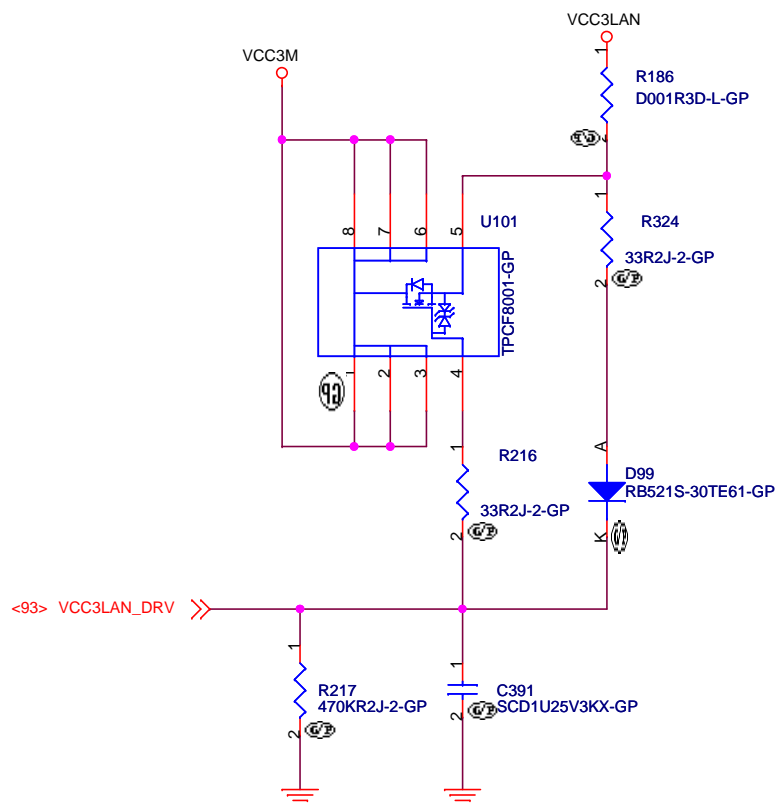 VCC3LAN
VCC3M
1
R186
D001R3D-L-GP
2
1
R324
33R2J-2-GP
2
8
7
6
5
U101
TPCF8001-GP
1
2
3
4
GP
1
R216
33R2J-2-GP
2
G/P
A
D99
RB521S-30TE61-GP
K
<93> VCC3LAN_DRV
1
R217
470KR2J-2-GP
2
G/P
1
C391
SCD1U25V3KX-GP
2
G/P